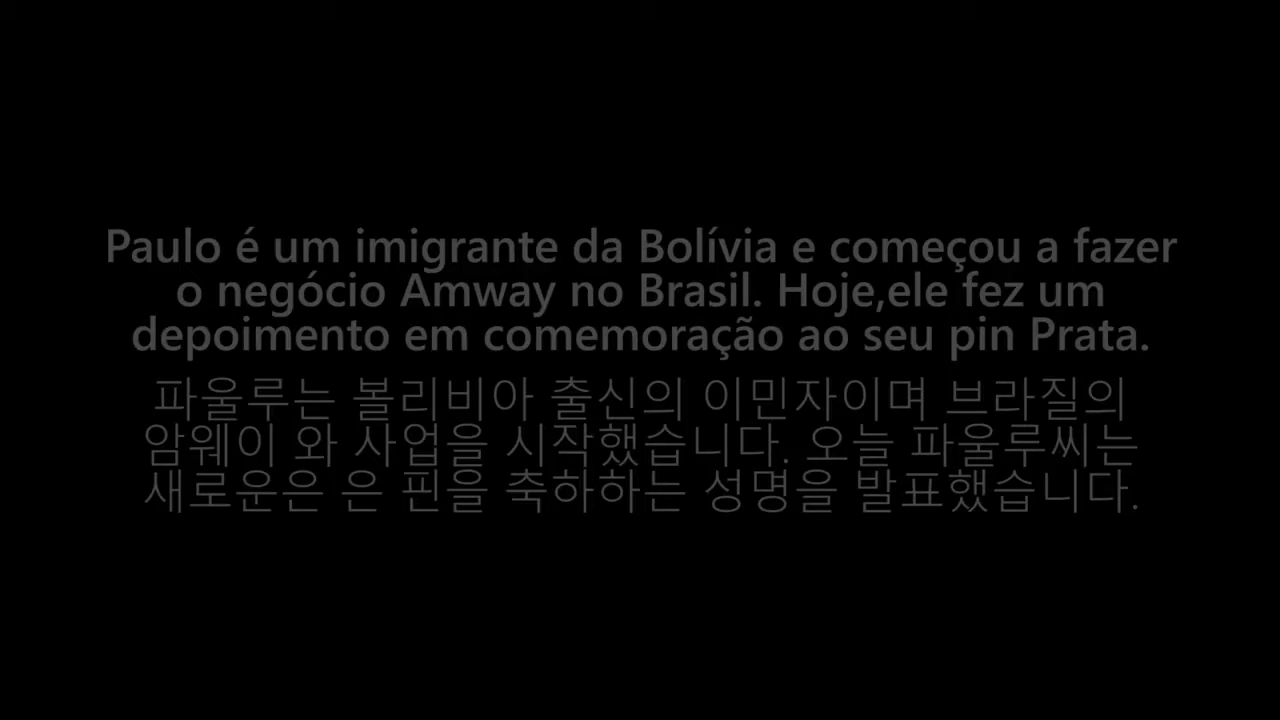 Paulo é um imigrante da Bolívia e começou a fazer
o negócio Amway no Brasil. Hoje,ele fez um
depoimento em comemoração ao seu pin Prata.
파울루는 볼리비아 출신의 이민자이며 브라질의
암웨이 와 사업을 시작했습니다. 오늘 파울루씨는
새로운은 은 핀을 축하하는 성명을 발표했습니다.